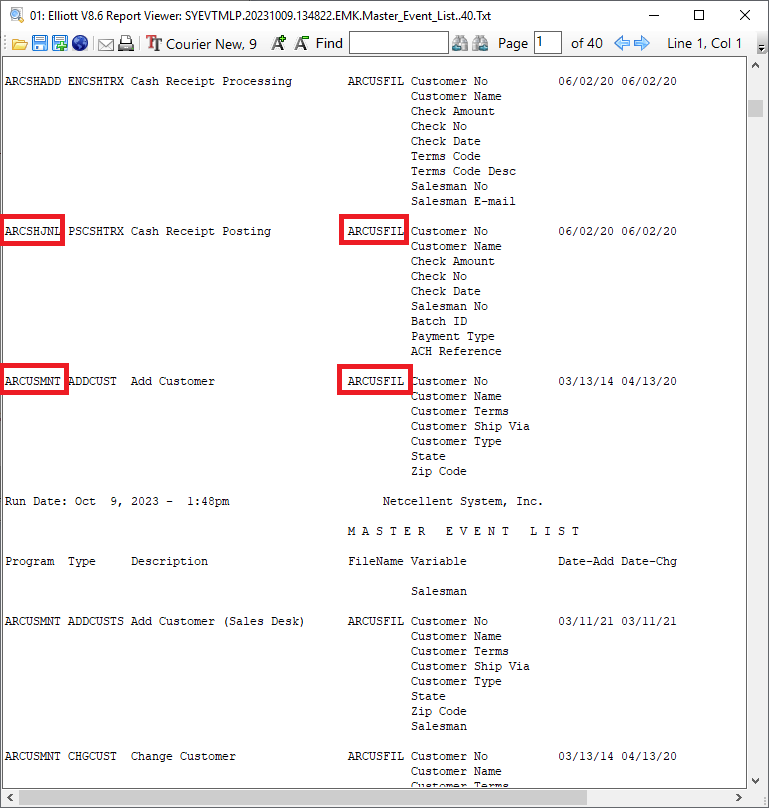 01: Elliott V8.6 Report Viewer: SYEVTMLP.20231009.134822.EMK.Master_Event_List..40.Txt
Courier New, 9 A A Find Page 1 of 40 Line 1, Col 1
ARCSHADD ENCSHTRX Cash Receipt Processing ARCUSFIL Customer No 06/02/20 06/02/20
Customer Name
Check Amount
Check No
Check Date
Terms Code
Terms Code Desc
Salesman No
Salesman E-mail
ARCSHJNL PSCSHTRX Cash Receipt Posting ARCUSFIL Customer No 06/02/20 06/02/20
Customer Name
Check Amount
Check No
Check Date
Salesman No
Batch ID
Payment Type
ACH Reference
ARCUSMNT ADDCUST Add Customer ARCUSFIL Customer No 03/13/14 04/13/20
Customer Name
Customer Terms
Customer Ship Via
Customer Type
State
Zip Code
Run Date: Oct 9, 2023 - 1:48pm Netcellent System, Inc.
M A S T E R E V E N T L I S T
Program Type Description FileName Variable Date-Add Date-Chg
Salesman
ARCUSMNT ADDCUSTS Add Customer (Sales Desk) ARCUSFIL Customer No 03/11/21 03/11/21
Customer Name
Customer Terms
Customer Ship Via
Customer Type
State
Zip Code
Salesman
ARCUSMNT CHGCUST Change Customer ARCUSFIL Customer No 03/13/14 04/13/20
Customer Name
Customer Terms